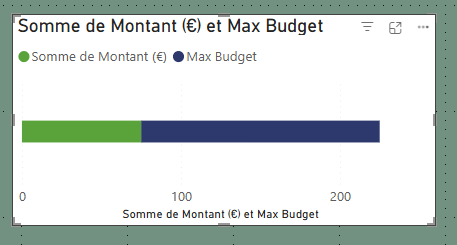 Somme de Montant (€) et Max Budget
Somme de Montant (€) Max Budget
0 100 200
Somme de Montant (€) et Max Budget